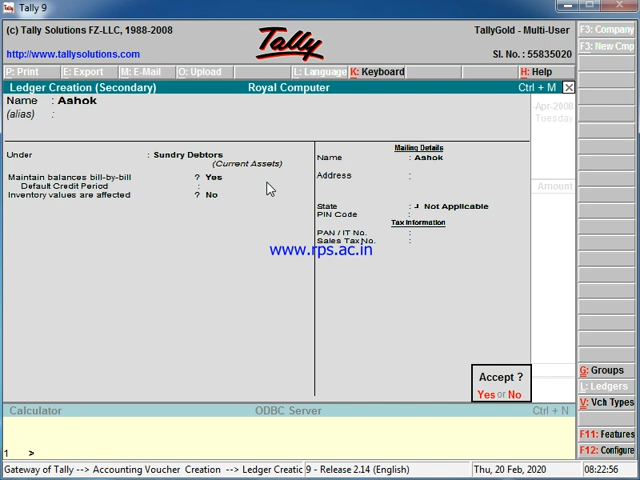 Tally 9
(c) Tally Solutions FZ-LLC, 1988-2008
TallyGold - Multi-User
F3: Company
F3: New Cmp
http://www.tallysolutions.com
Tally
Sl. No. : 55835020
P: Print
E: Export
M: E-Mail
O: Upload
L: Language
K: Keyboard
H: Help
Ledger Creation (Secondary)
Royal Computer
Ctrl + M
Name : Ashok
(alias) :
Apr-2008
Tuesday
Under : Sundry Debtors
(Current Assets)
Maintain balances bill-by-bill ? Yes
Default Credit Period :
Inventory values are affected ? No
Mailing Details
Name : Ashok
Address :
State : Not Applicable
PIN Code :
Tax Information
PAN / IT No. :
Sales Tax No. :
Amount
www.rps.ac.in
Accept ?
Yes or No
G: Groups
L: Ledgers
V: Vch Types
F11: Features
F12: Configure
Calculator
ODBC Server
Ctrl + N
1 >
Gateway of Tally --> Accounting Voucher Creation --> Ledger Creatic
9 - Release 2.14 (English)
Thu, 20 Feb, 2020
08:22:56